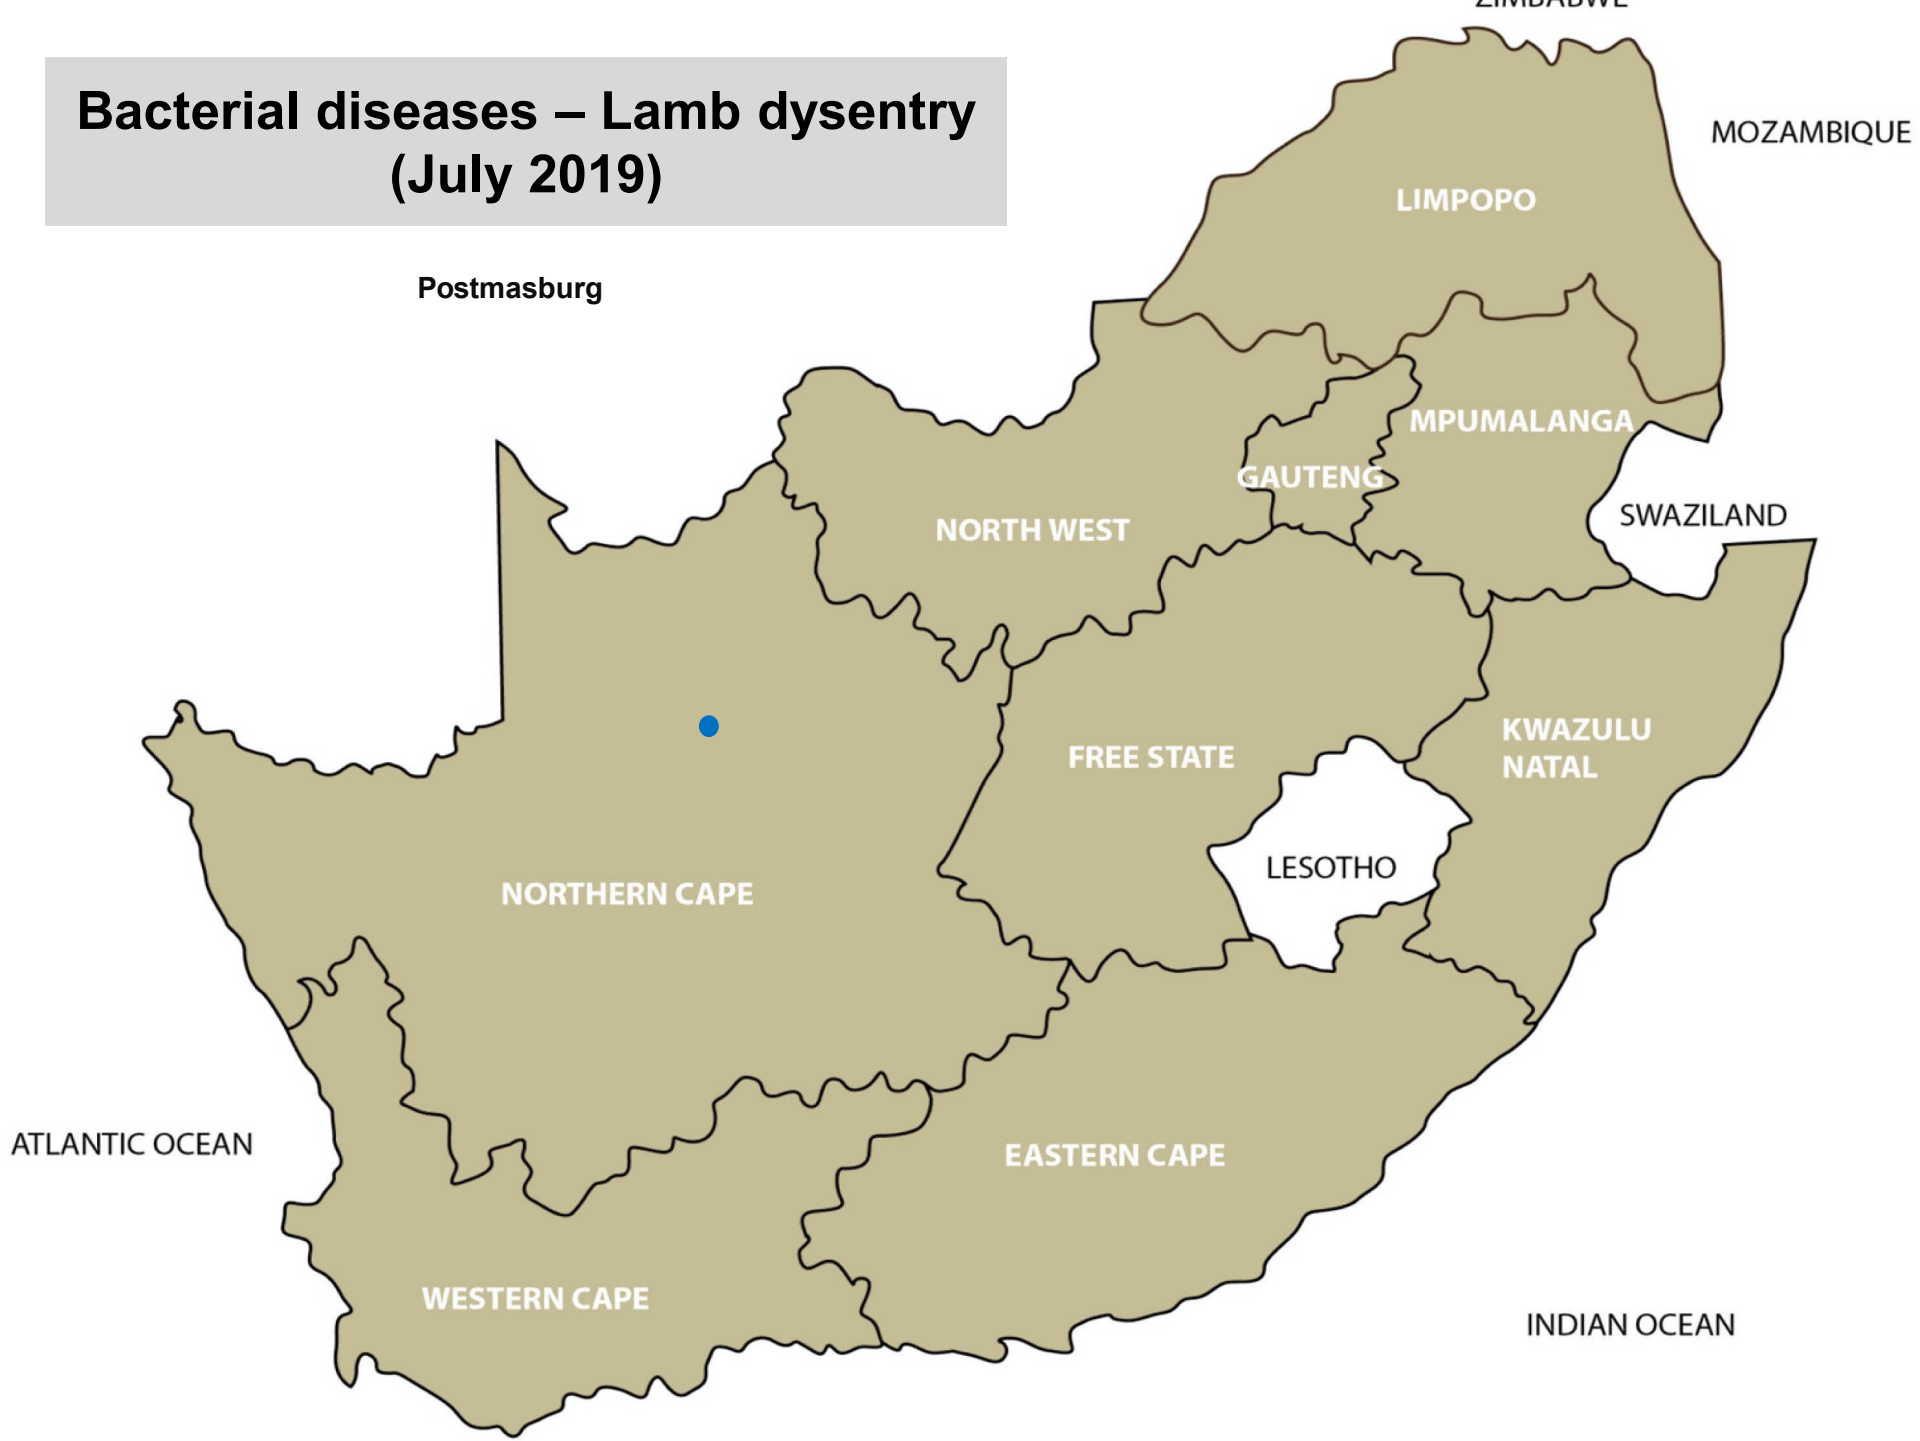 ZIMBABWE
Bacterial diseases – Lamb dysentry
(July 2019)
MOZAMBIQUE
LIMPOPO
Postmasburg
MPUMALANGA
GAUTENG
NORTH WEST
SWAZILAND
KWAZULU
NATAL
FREE STATE
LESOTHO
NORTHERN CAPE
ATLANTIC OCEAN
EASTERN CAPE
WESTERN CAPE
INDIAN OCEAN